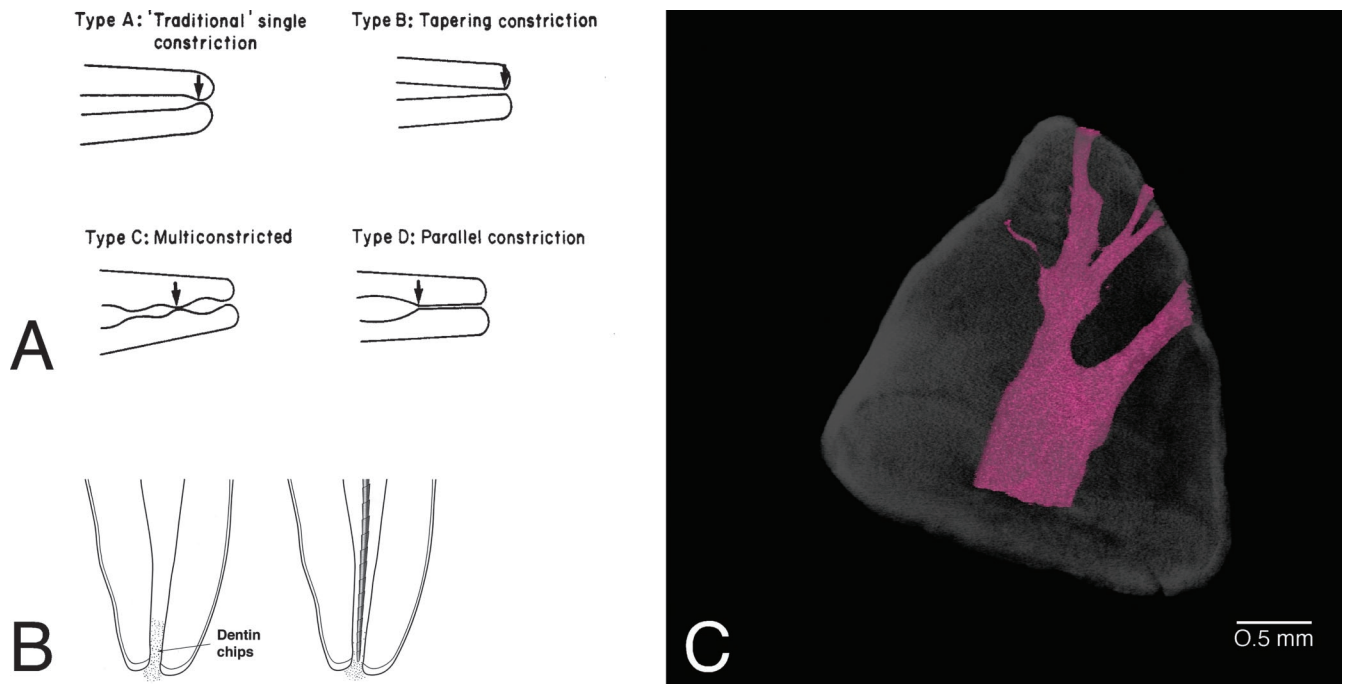 Type A: 'Traditional' single
constriction
Type B: Tapering constriction
Type C: Multiconstricted
Type D: Parallel constriction
A
Dentin
chips
B
0.5 mm
C